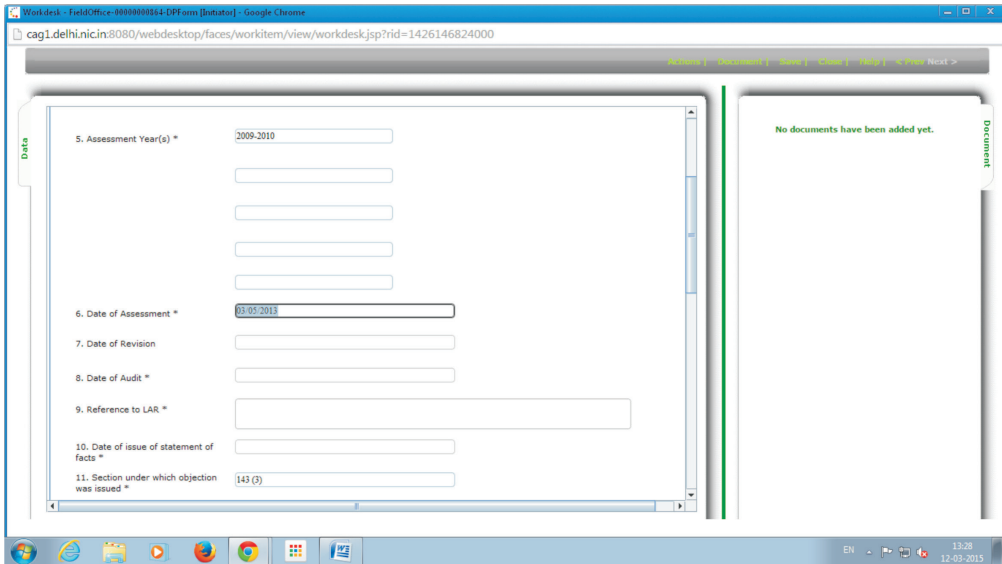 Workdesk - FieldOffice-00000000864-DPForm [Initiator] - Google Chrome
cag1.delhi.nic.in:8080/webdesktop/faces/workitem/view/workdesk.jsp?rid=1426146824000
Actions | Document | Save | Close | Help | < Prev Next >
Data
5. Assessment Year(s) * 2009-2010
6. Date of Assessment * 03/05/2013
7. Date of Revision
8. Date of Audit *
9. Reference to LAR *
10. Date of issue of statement of
facts *
11. Section under which objection
was issued * 143 (3)
No documents have been added yet.
Document
EN
13:28
12-03-2015